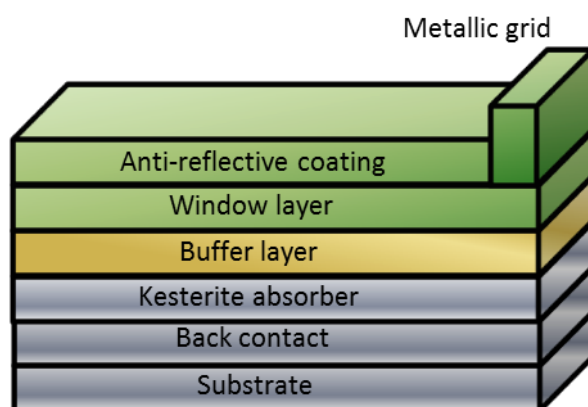 Metallic grid
Anti-reflective coating
Window layer
Buffer layer
Kesterite absorber
Back contact
Substrate